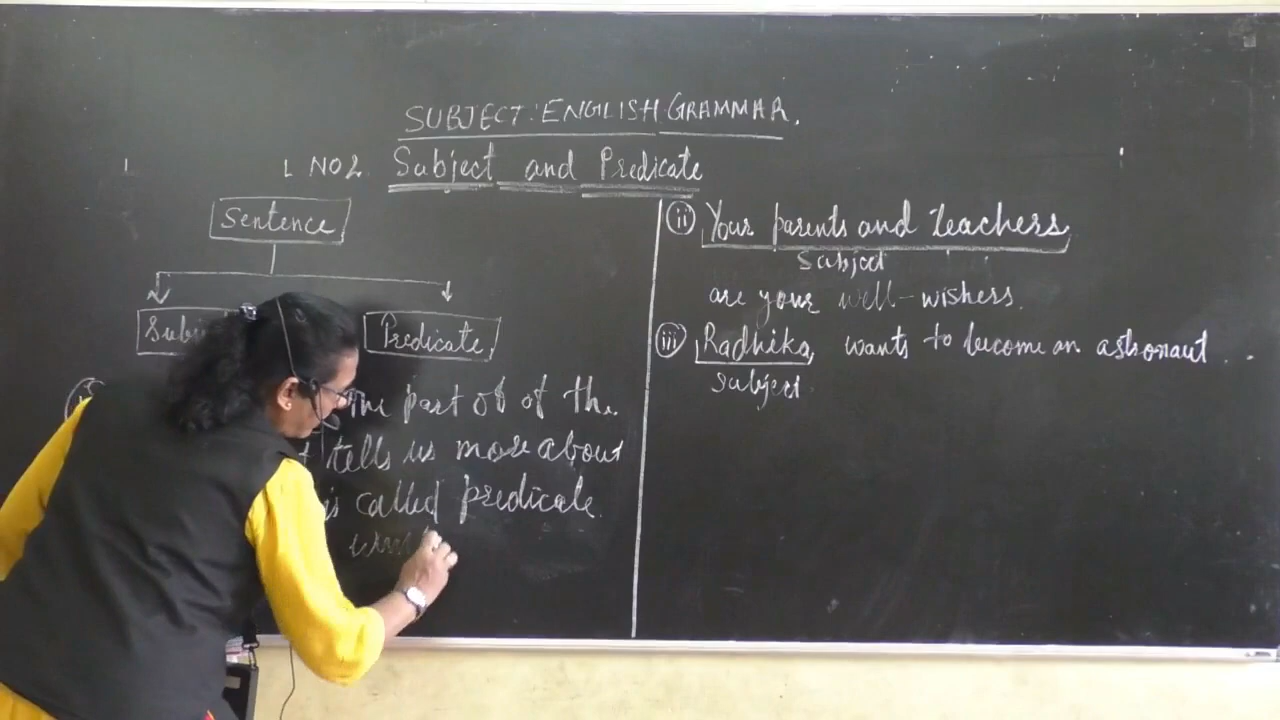 SUBJECT: ENGLISH GRAMMAR.
L NO 2. Subject and Predicate
Sentence
Predicate
The part of of the
tells us more about
is called predicate.
(ii) Your parents and teachers
Subject
are your well-wishers.
(iii) Radhika wants to become an astronaut
Subject